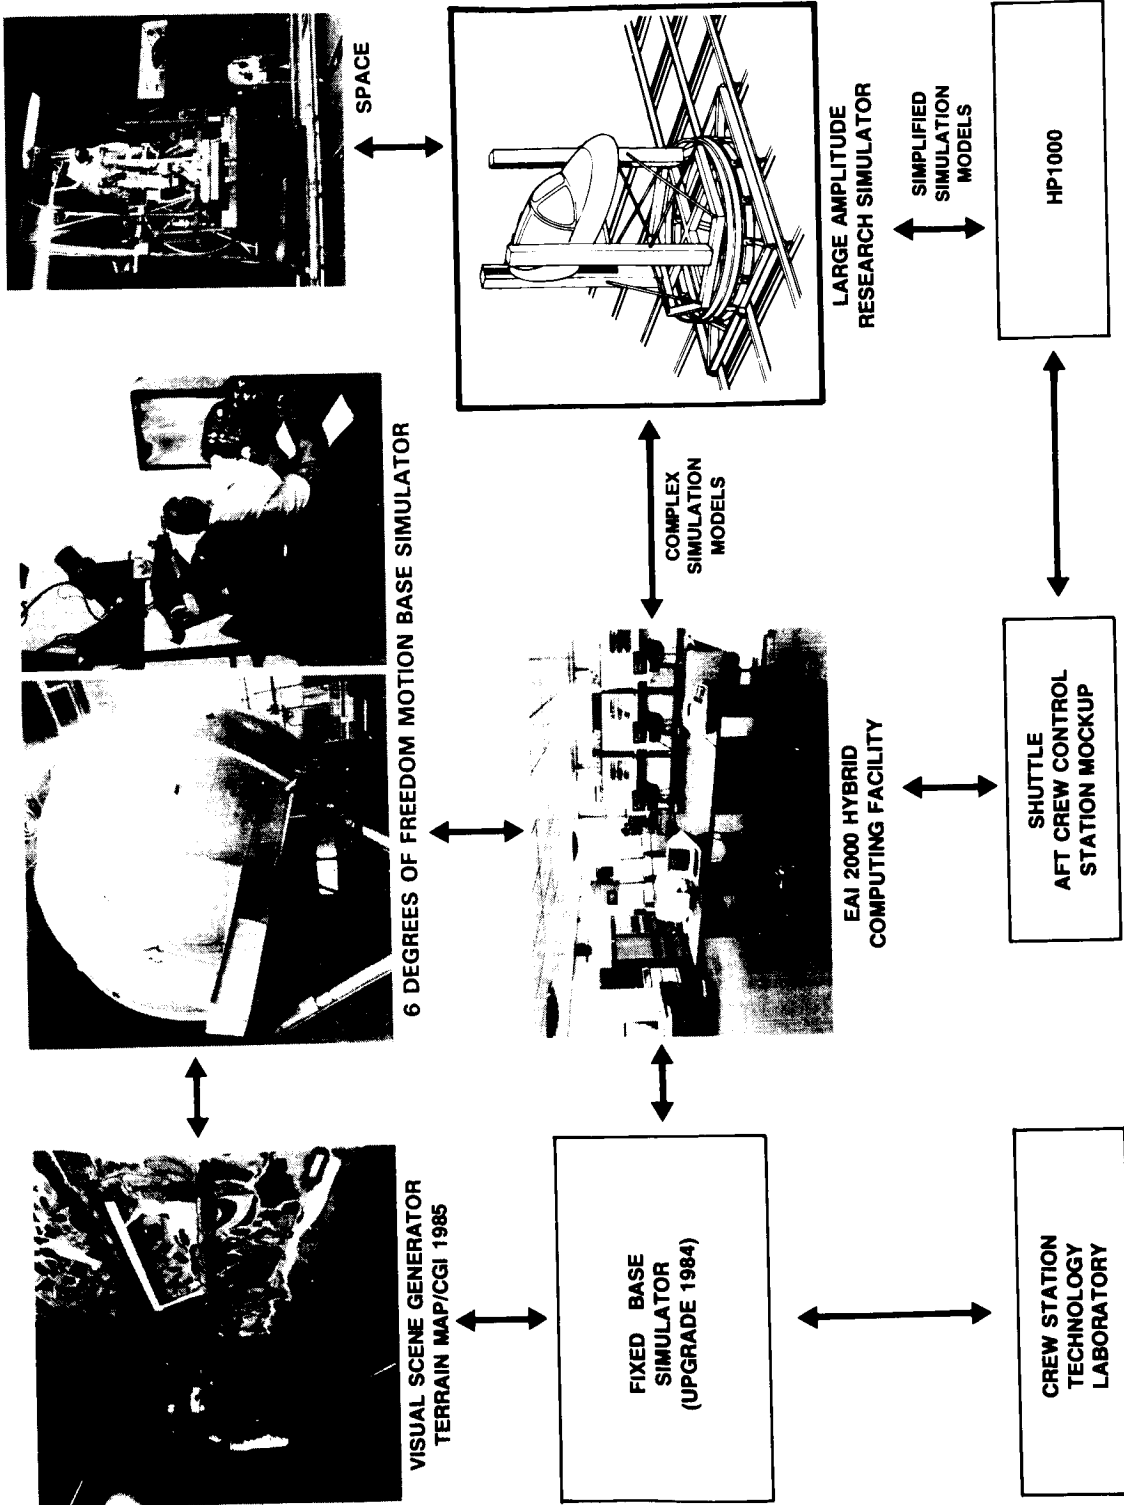 VISUAL SCENE GENERATOR
TERRAIN MAP/CGI 1985
6 DEGREES OF FREEDOM MOTION BASE SIMULATOR
SPACE
FIXED BASE
SIMULATOR
(UPGRADE 1984)
EAI 2000 HYBRID
COMPUTING FACILITY
COMPLEX
SIMULATION
MODELS
LARGE AMPLITUDE
RESEARCH SIMULATOR
SIMPLIFIED
SIMULATION
MODELS
CREW STATION
TECHNOLOGY
LABORATORY
SHUTTLE
AFT CREW CONTROL
STATION MOCKUP
HP1000